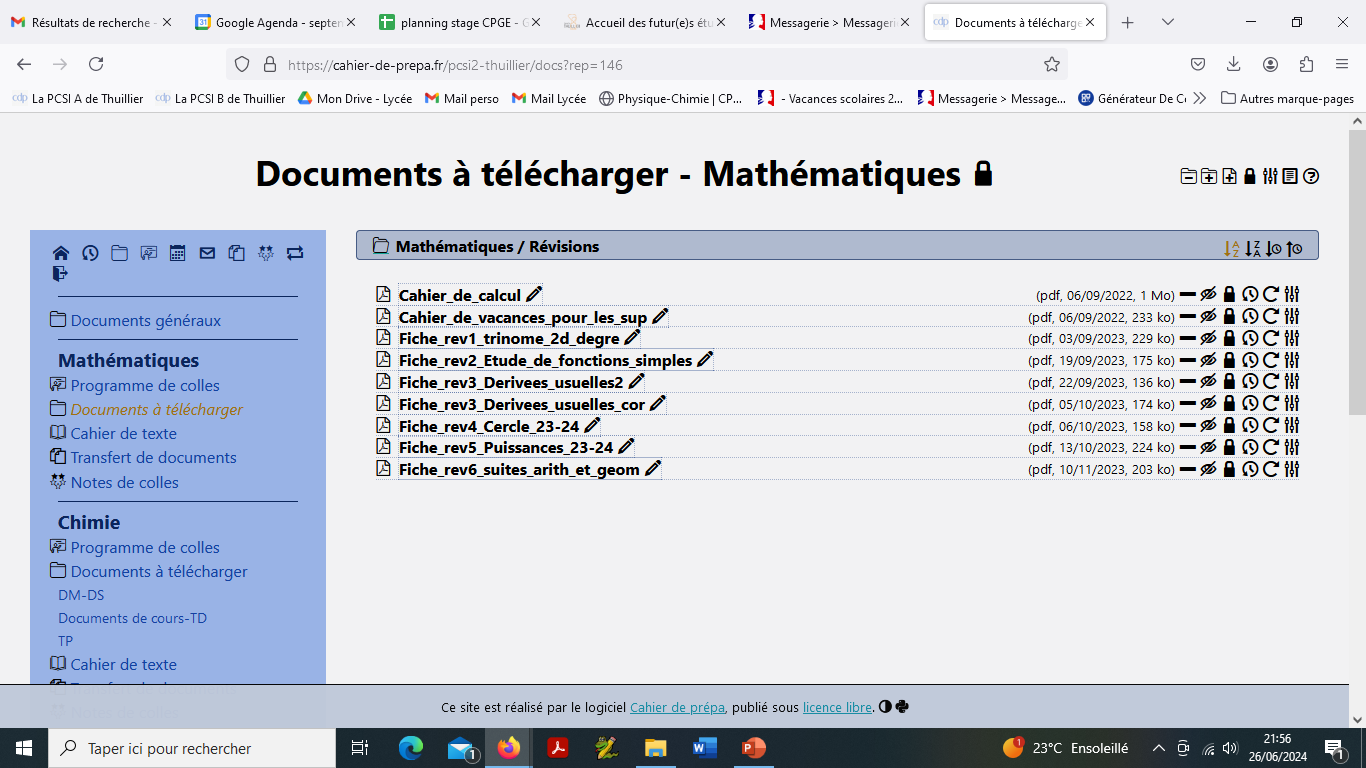 Résultats de recherche -
Google Agenda - septen
planning stage CPGE - G
Accueil des futur(e)s étu
Messagerie > Messageri
Documents à télécharge
https://cahier-de-prepa.fr/pcsi2-thuillier/docs?rep=146
La PCSI A de Thuillier
La PCSI B de Thuillier
Mon Drive - Lycée
Mail perso
Mail Lycée
Physique-Chimie | CP...
- Vacances scolaires 2...
Messagerie > Message...
Générateur De Co
Autres marque-pages
Documents à télécharger - Mathématiques
Documents généraux
Mathématiques
Programme de colles
Documents à télécharger
Cahier de texte
Transfert de documents
Notes de colles
Chimie
Programme de colles
Documents à télécharger
DM-DS
Documents de cours-TD
TP
Cahier de texte
Transfert de documents
Notes de colles
Mathématiques / Révisions
Cahier_de_calcul (pdf, 06/09/2022, 1 Mo)
Cahier_de_vacances_pour_les_sup (pdf, 06/09/2022, 233 ko)
Fiche_rev1_trinome_2d_degre (pdf, 03/09/2023, 229 ko)
Fiche_rev2_Etude_de_fonctions_simples (pdf, 19/09/2023, 175 ko)
Fiche_rev3_Derivees_usuelles2 (pdf, 22/09/2023, 136 ko)
Fiche_rev3_Derivees_usuelles_cor (pdf, 05/10/2023, 174 ko)
Fiche_rev4_Cercle_23-24 (pdf, 06/10/2023, 158 ko)
Fiche_rev5_Puissances_23-24 (pdf, 13/10/2023, 224 ko)
Fiche_rev6_suites_arith_et_geom (pdf, 10/11/2023, 203 ko)
Ce site est réalisé par le logiciel Cahier de prépa, publié sous licence libre.
Taper ici pour rechercher
23°C Ensoleillé
21:56
26/06/2024